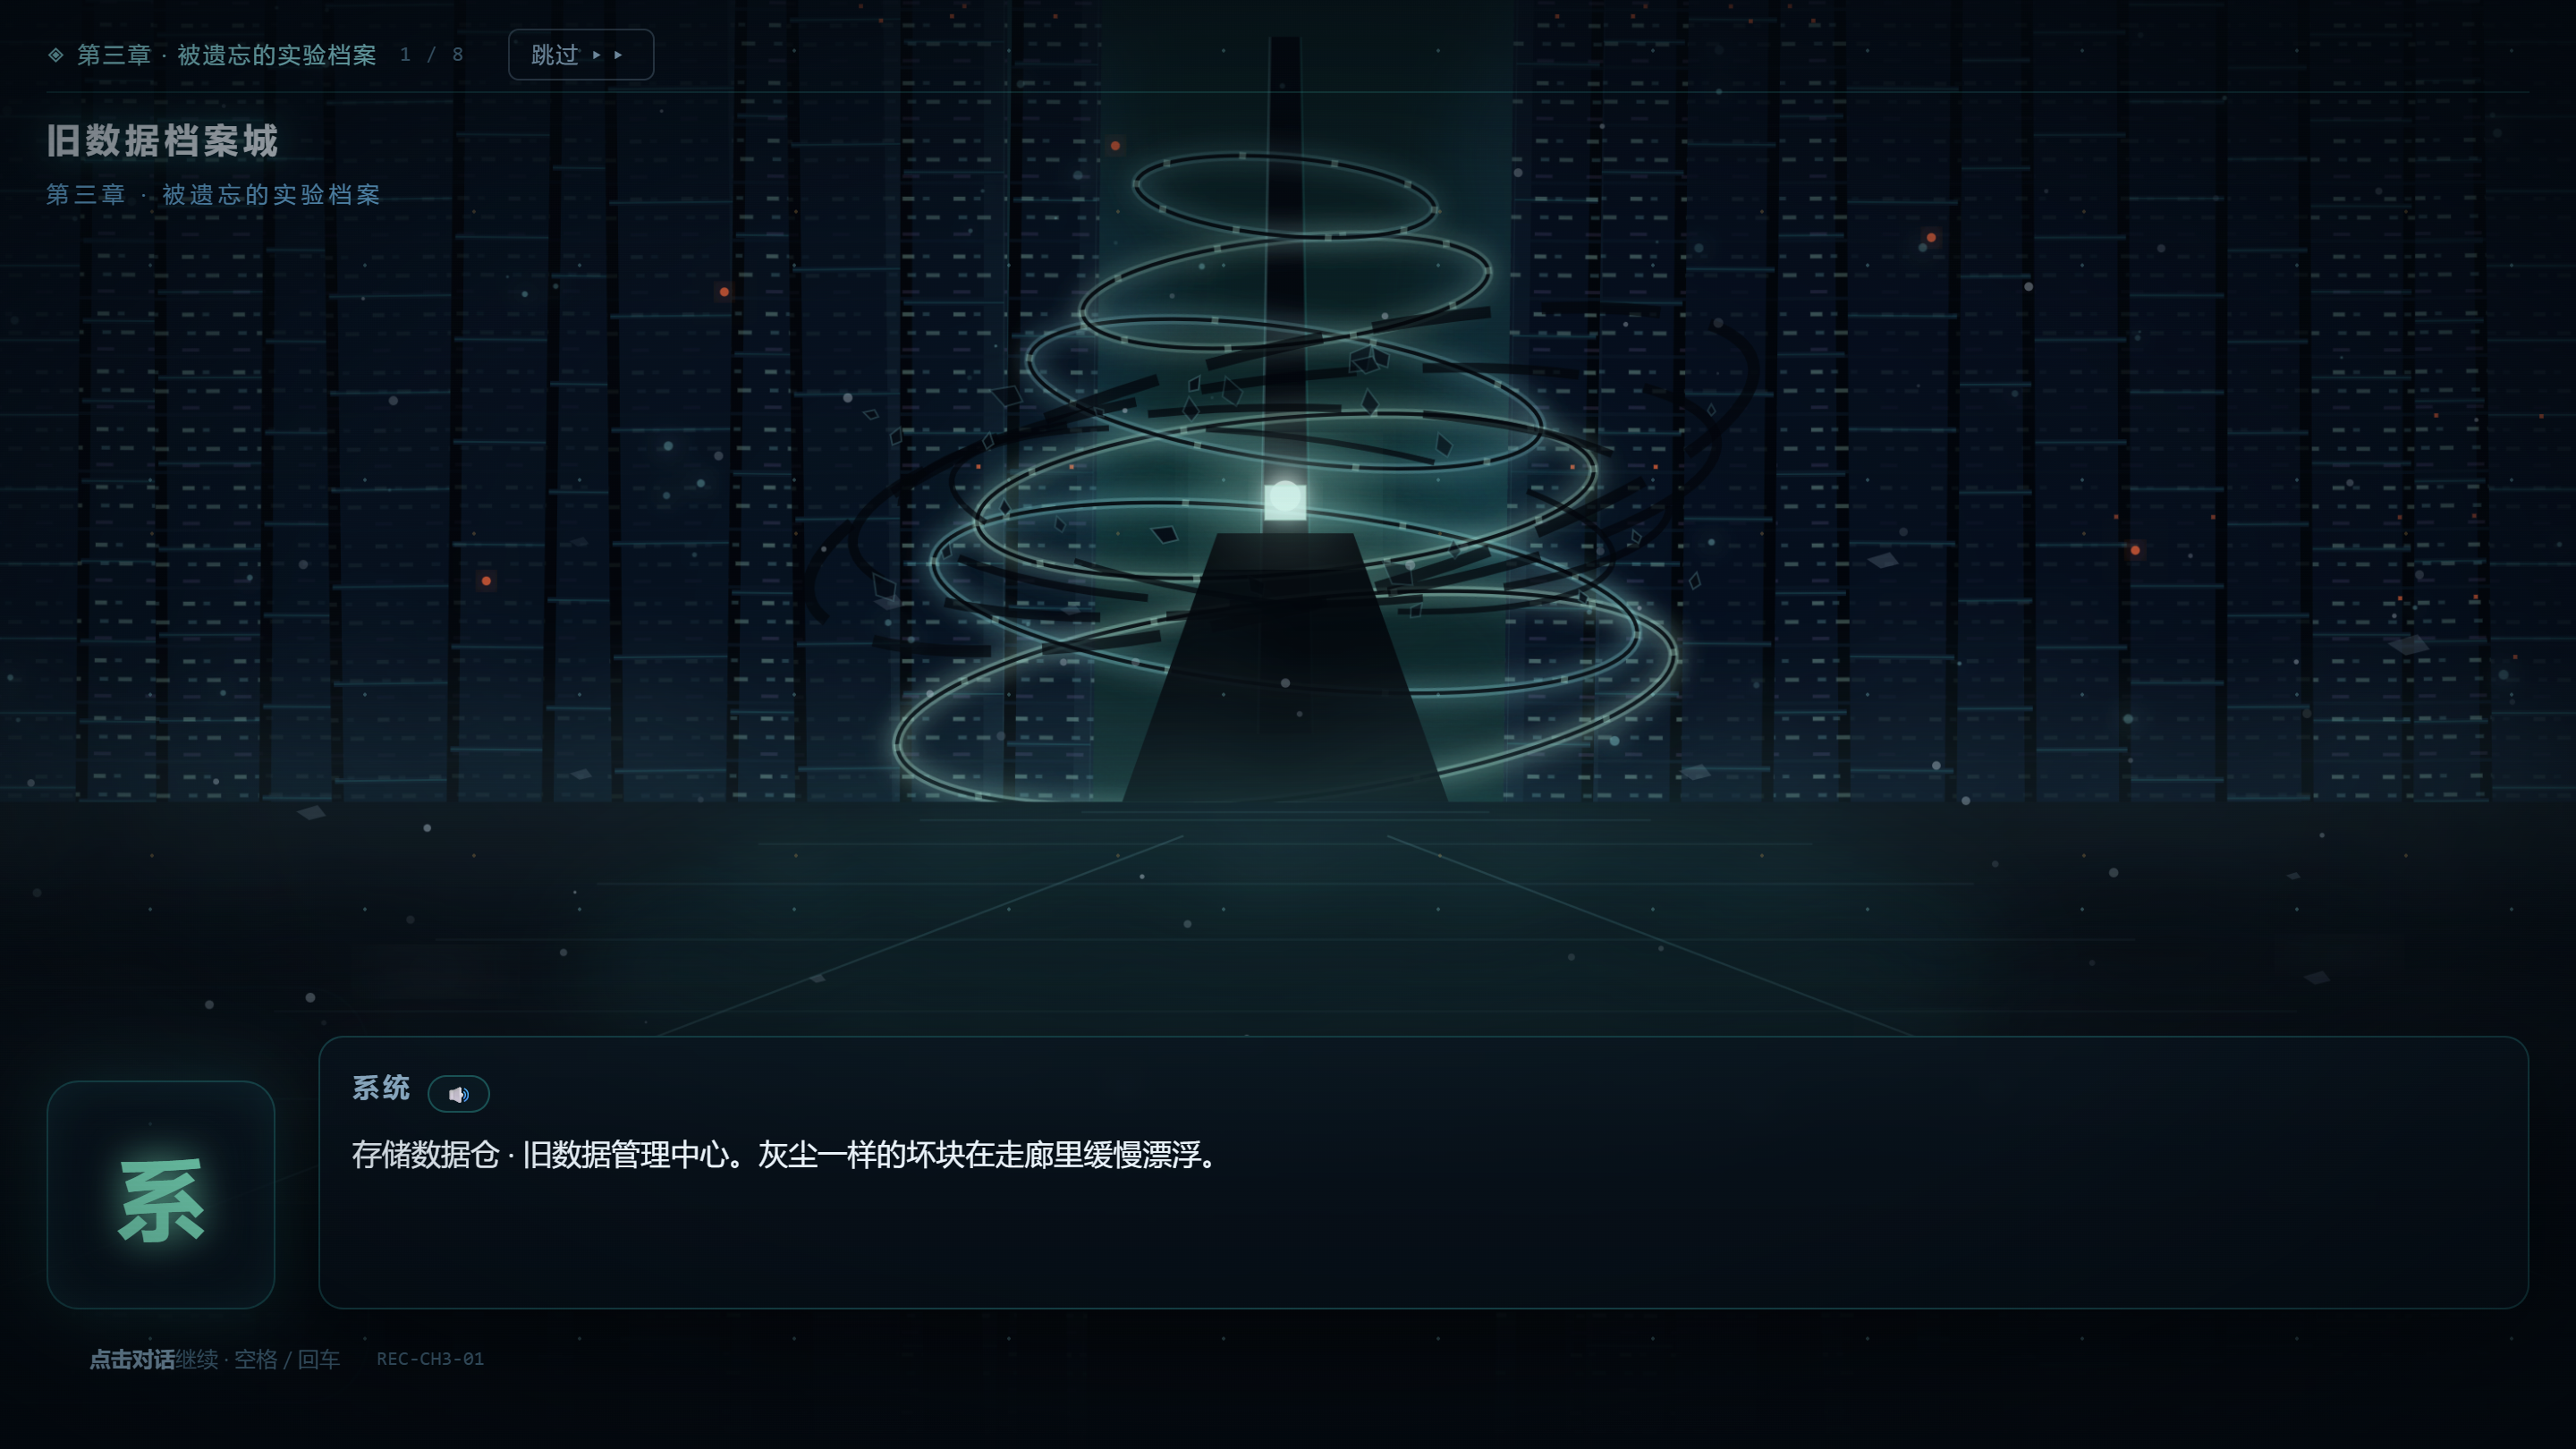 第三章 · 被遗忘的实验档案 1 / 8 跳过
旧数据档案城
第三章 · 被遗忘的实验档案
系统
系
存储数据仓 · 旧数据管理中心。灰尘一样的坏块在走廊里缓慢漂浮。
点击对话继续 · 空格 / 回车 REC-CH3-01